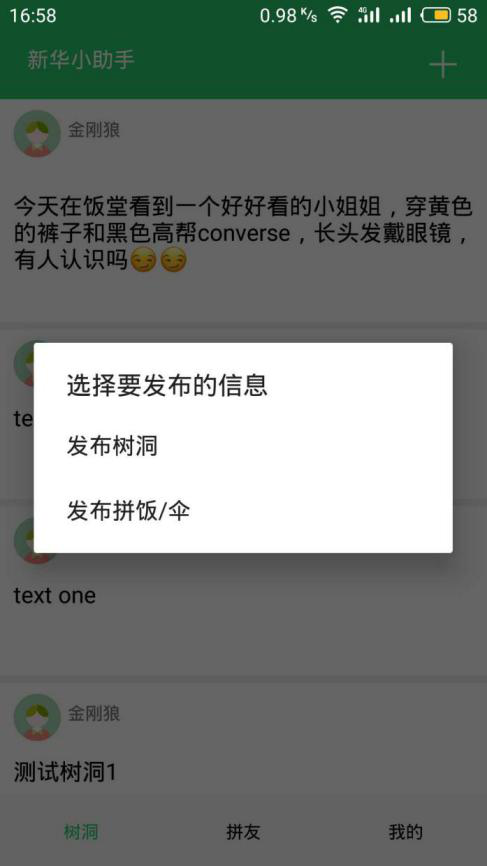 16:58
0.98 K/s
4G
58
新华小助手
金刚狼
今天在饭堂看到一个好好看的小姐姐，穿黄色
的裤子和黑色高帮converse，长头发戴眼镜，
有人认识吗😏😏
选择要发布的信息
te
发布树洞
发布拼饭/伞
text one
金刚狼
测试树洞1
树洞
拼友
我的